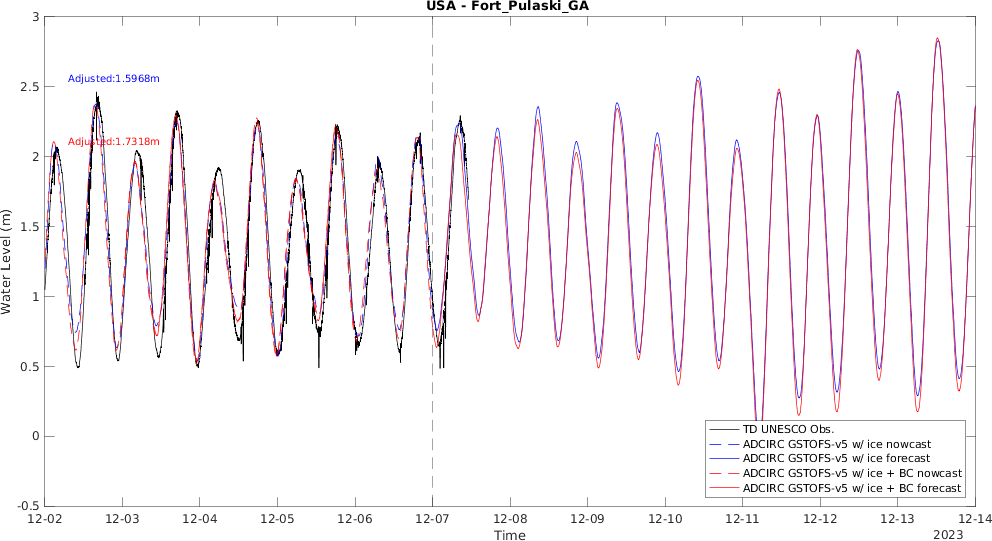 USA - Fort_Pulaski_GA
3
2.5
2
1.5
1
0.5
0
-0.5
Water Level (m)
Adjusted:1.5968m
Adjusted:1.7318m
TD UNESCO Obs.
ADCIRC GSTOFS-v5 w/ ice nowcast
ADCIRC GSTOFS-v5 w/ ice forecast
ADCIRC GSTOFS-v5 w/ ice + BC nowcast
ADCIRC GSTOFS-v5 w/ ice + BC forecast
12-02 12-03 12-04 12-05 12-06 12-07 12-08 12-09 12-10 12-11 12-12 12-13 12-14
Time
2023